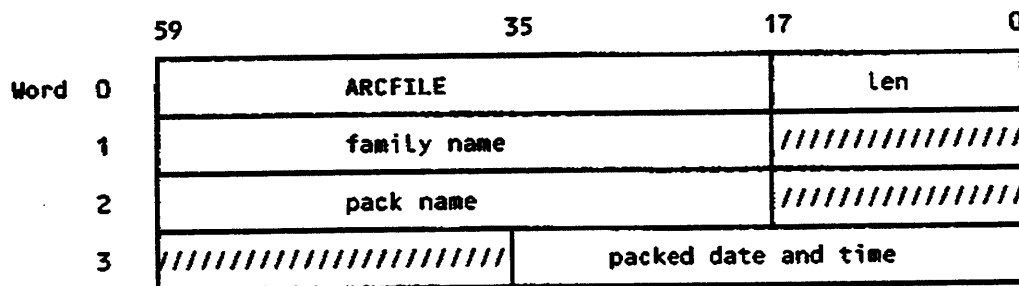 59 35 17 0
Word 0 ARCFILE len
1 family name /////////////////
2 pack name /////////////////
3 //////////////////////// packed date and time